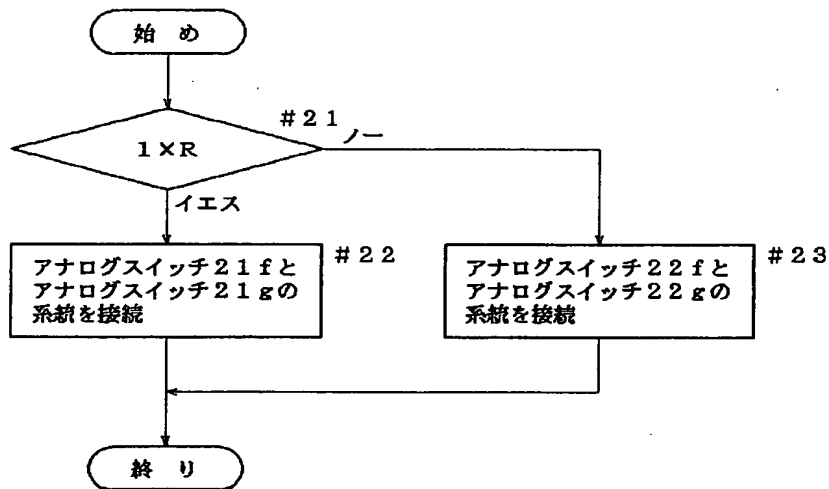 始め
#21
1×R
ノー
イエス
アナログスイッチ21fと
アナログスイッチ21gの
系統を接続
#22
アナログスイッチ22fと
アナログスイッチ22gの
系統を接続
#23
終り